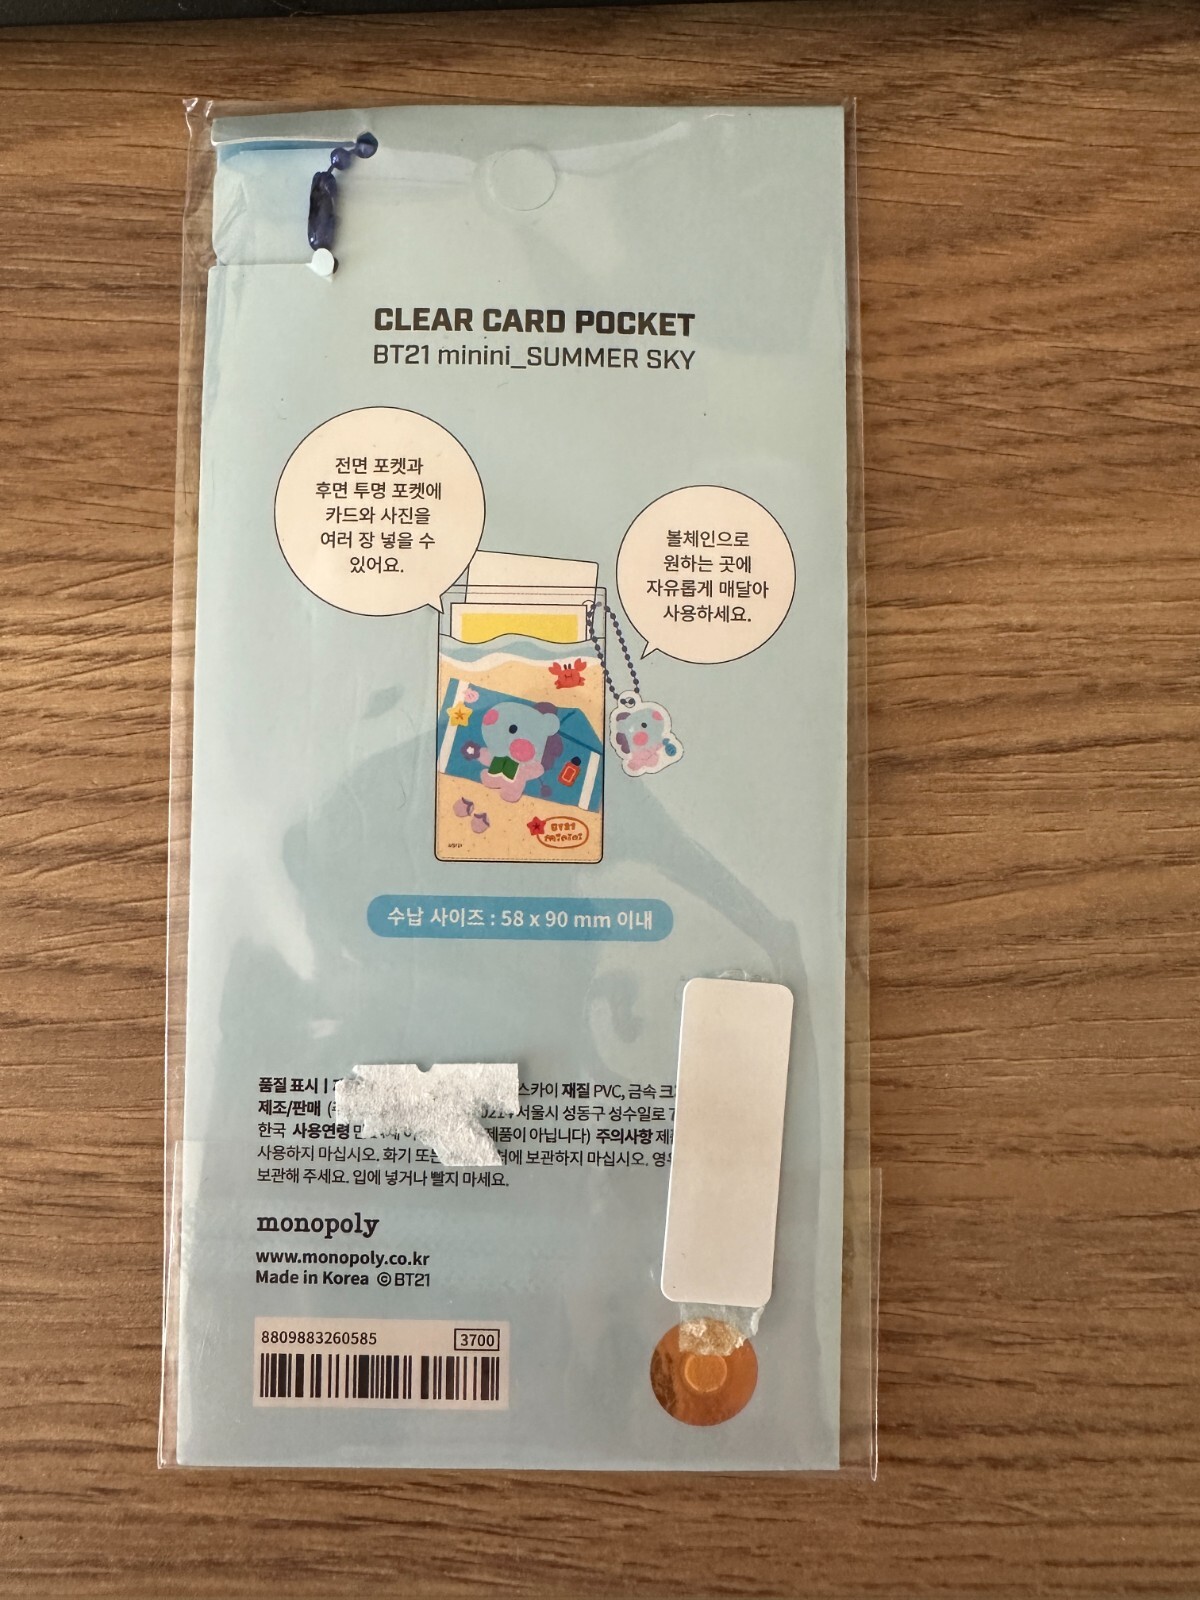 CLEAR CARD POCKET
BT21 minini_SUMMER SKY
전면 포켓과
후면 투명 포켓에
카드와 사진을
여러 장 넣을 수
있어요.
볼체인으로
원하는 곳에
자유롭게 매달아
사용하세요.
BT21
minini
수납 사이즈 : 58 x 90 mm 이내
품질 표시 | 스카이 재질 PVC, 금속
제조/판매 서울시 성동구 성수일로
한국 사용연령 제품이 아닙니다) 주의사항
사용하지 마십시오. 화기 에 보관하지 마십시오.
보관해 주세요. 입에 넣거나 빨지 마세요.
monopoly
www.monopoly.co.kr
Made in Korea ©BT21
8809883260585 3700